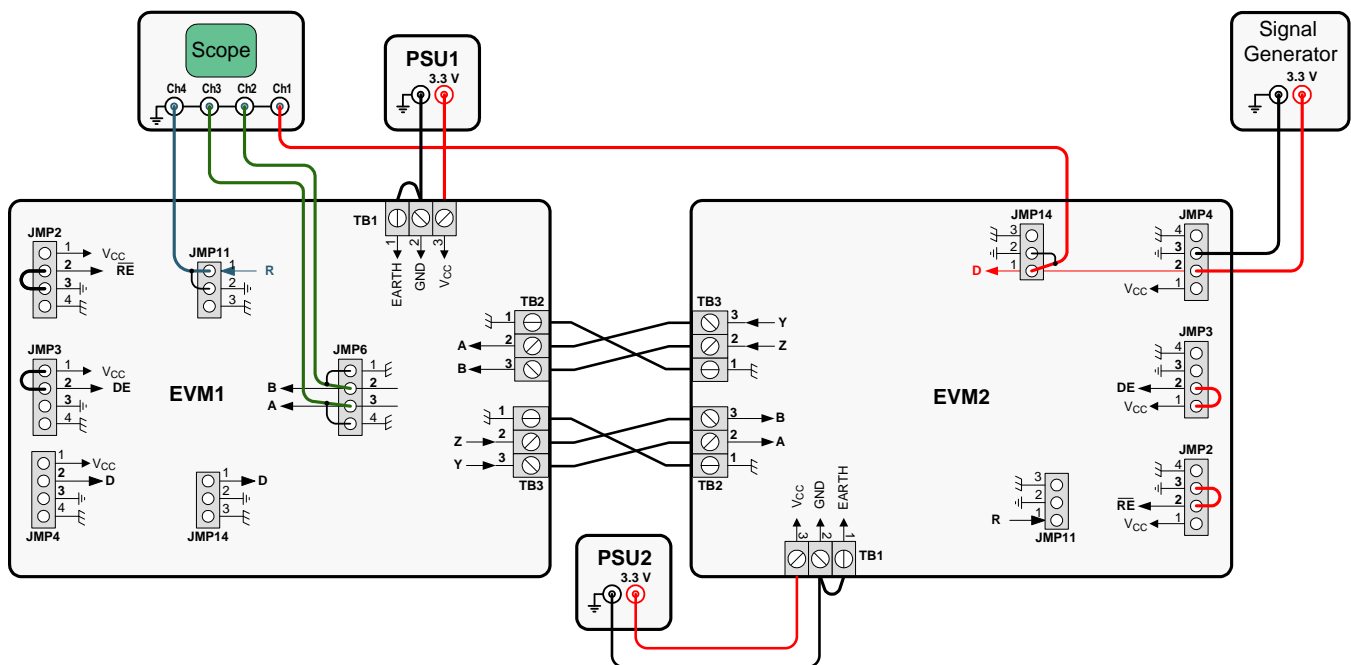 Scope
Ch4 Ch3 Ch2 Ch1
PSU1
3.3 V
Signal
Generator
3.3 V
EVM1
JMP2
1 VCC
2 RE
3
4
JMP11
1 R
2
3
TB1
1 2 3
EARTH GND VCC
JMP3
1 VCC
2 DE
3
4
JMP6
1
B 2
A 3
4
JMP4
1 VCC
2 D
3
4
JMP14
1 D
2
3
TB2
1
A 2
B 3
1
Z 2
Y 3
TB3
EVM2
TB3
3 Y
2 Z
1
3 B
2 A
1
TB2
JMP14
3
2
D 1
JMP4
4
3
2
VCC 1
JMP3
4
3
DE 2
VCC 1
JMP2
4
3
RE 2
VCC 1
JMP11
3
2
R 1
VCC GND EARTH
3 2 1
TB1
PSU2
3.3 V